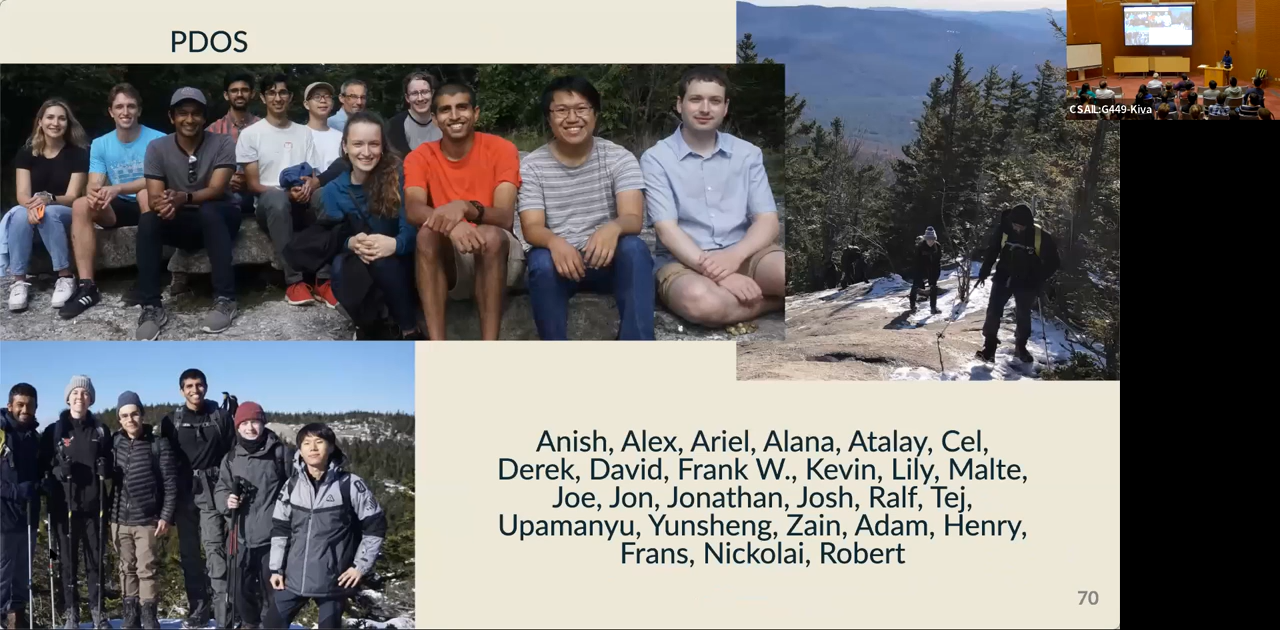 PDOS
CSAIL:G449-Kiva
Anish, Alex, Ariel, Alana, Atalay, Cel,
Derek, David, Frank W., Kevin, Lily, Malte,
Joe, Jon, Jonathan, Josh, Ralf, Tej,
Upamanyu, Yunsheng, Zain, Adam, Henry,
Frans, Nickolai, Robert
70